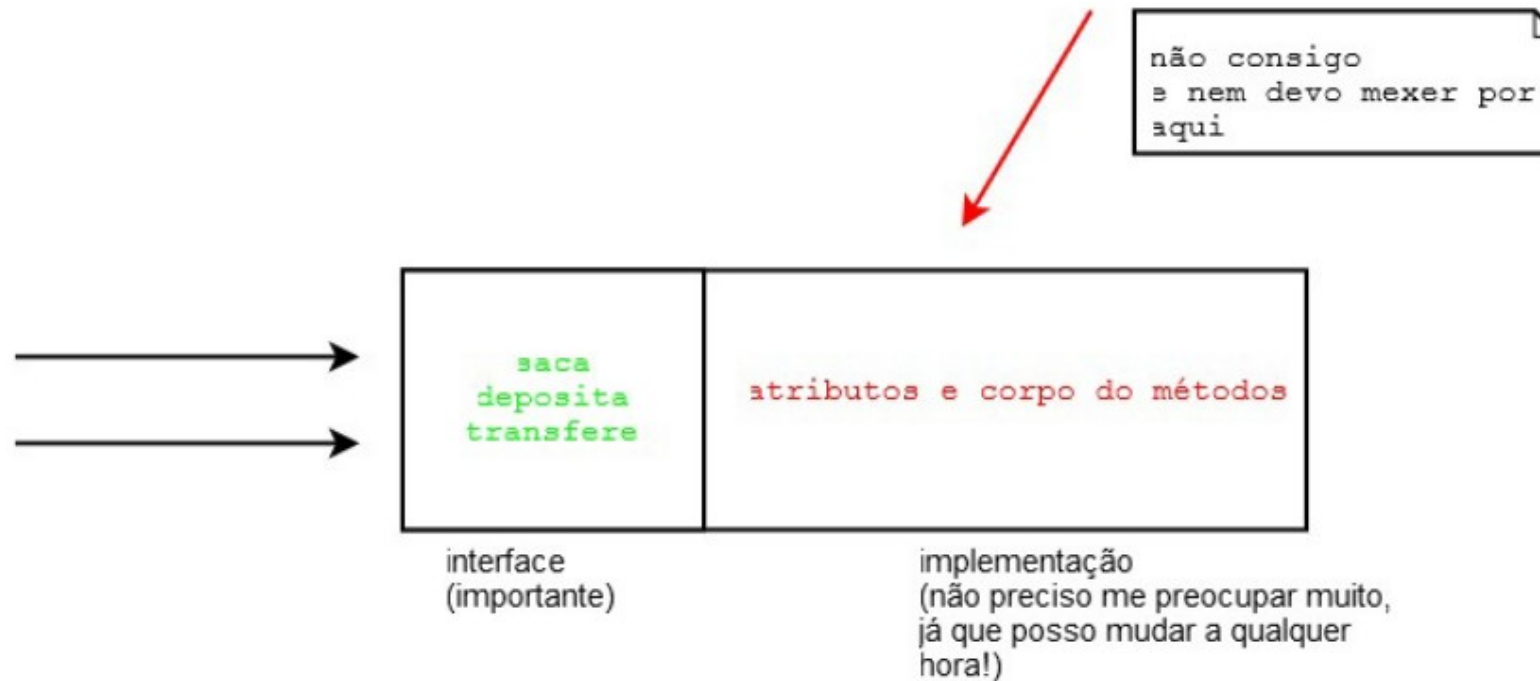 não consigo
e nem devo mexer por
aqui
saca
deposita
transfere
atributos e corpo do métodos
interface
(importante)
implementação
(não preciso me preocupar muito,
já que posso mudar a qualquer
hora!)